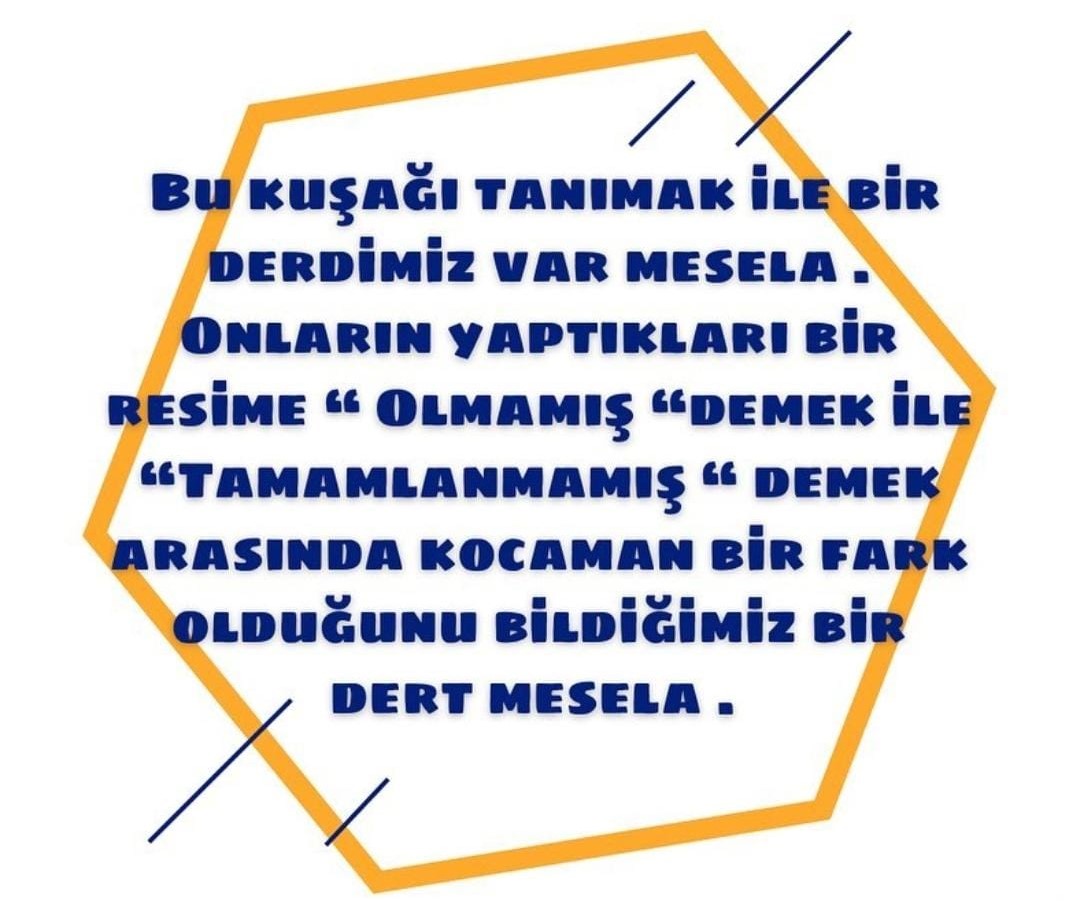 Bu kuşağı tanımak ile bir
derdimiz var mesela .
Onların yaptıkları bir
resime “ Olmamış “demek ile
“Tamamlanmamış “ demek
arasında kocaman bir fark
olduğunu bildiğimiz bir
dert mesela .